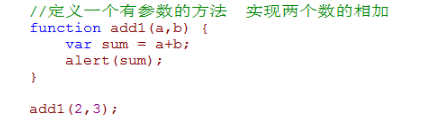 //定义一个有参数的方法  实现两个数的相加
function add1(a,b) {
    var sum = a+b;
    alert(sum);
}
add1(2,3);